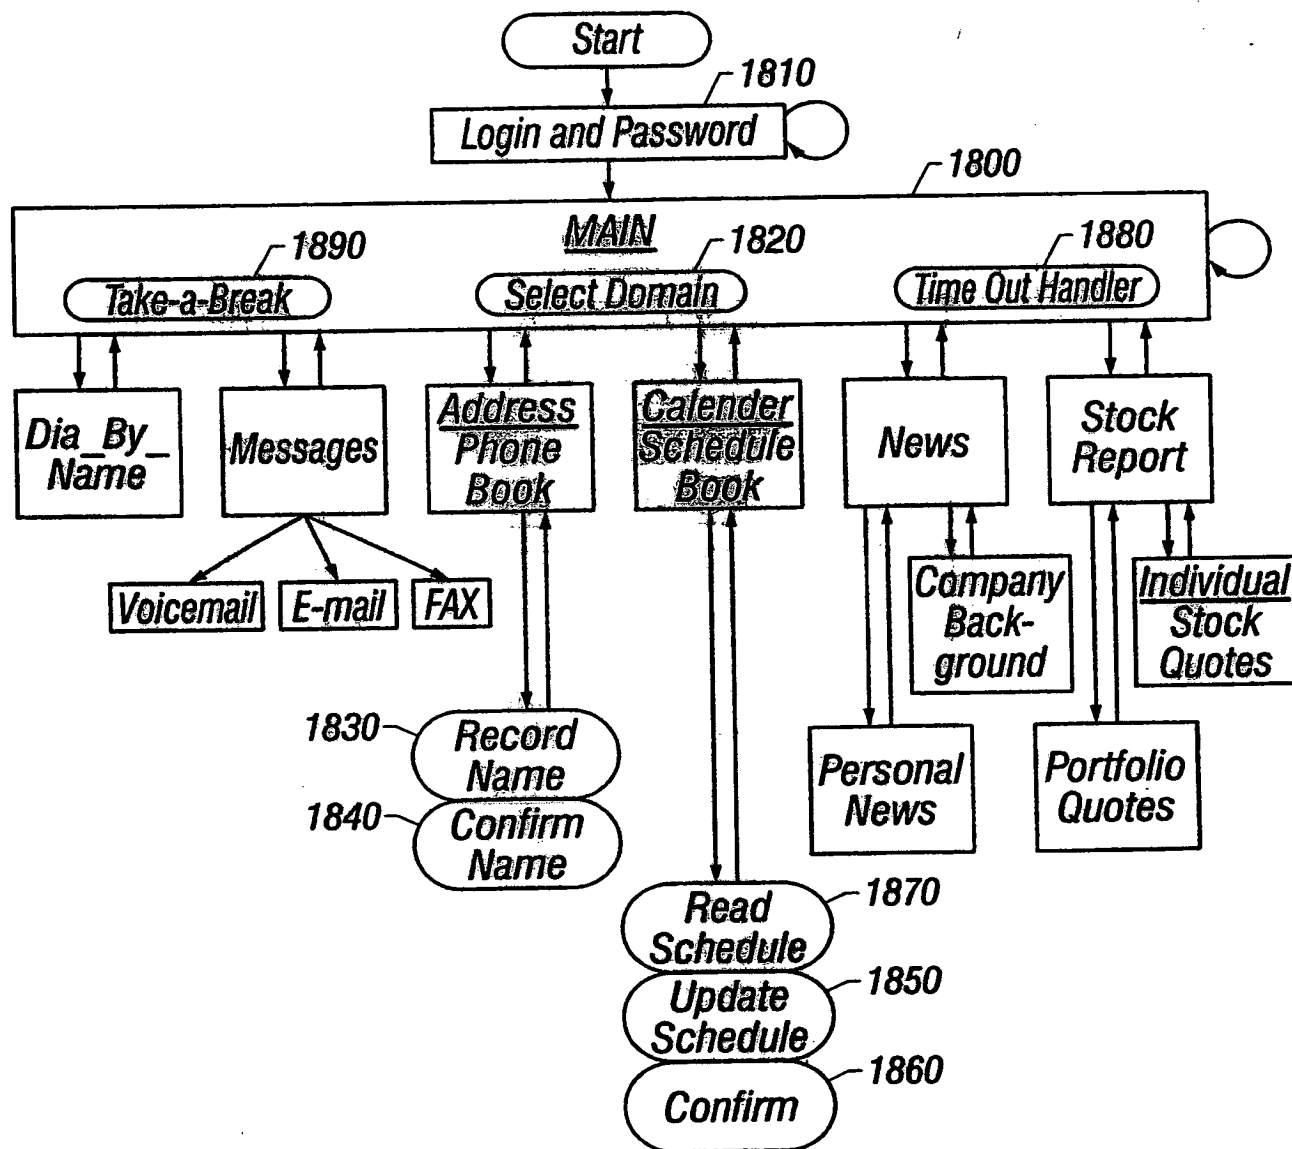 Start
1810
Login and Password
1800
MAIN
1890
1820
1880
Take-a-Break
Select Domain
Time Out Handler
Dia_By_
Name
Messages
Address
Phone
Book
Calender
Schedule
Book
News
Stock
Report
Voicemail
E-mail
FAX
Company
Back-
ground
Individual
Stock
Quotes
1830
Record
Name
1840
Confirm
Name
Personal
News
Portfolio
Quotes
1870
Read
Schedule
1850
Update
Schedule
1860
Confirm